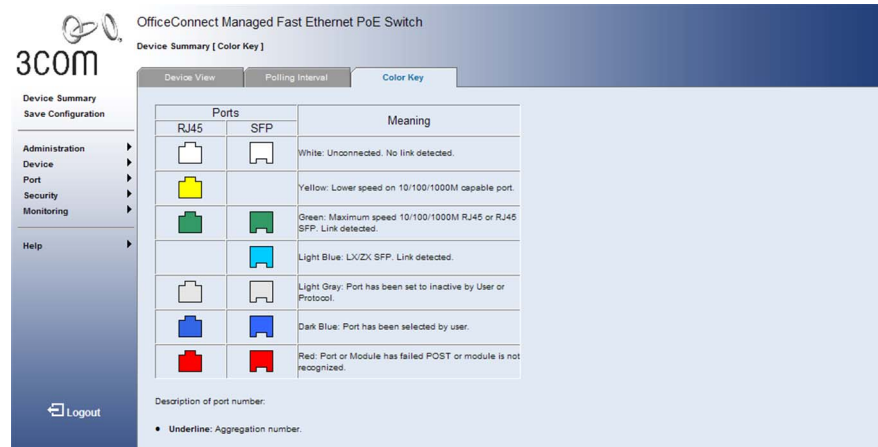 OfficeConnect Managed Fast Ethernet PoE Switch
Device Summary [ Color Key ]
3COM
Device View
Polling Interval
Color Key
Device Summary
Save Configuration
Administration
Device
Port
Security
Monitoring
Help
Logout
Ports
Meaning
RJ45
SFP
White: Unconnected. No link detected.
Yellow: Lower speed on 10/100/1000M capable port.
Green: Maximum speed 10/100/1000M RJ45 or RJ45
SFP. Link detected.
Light Blue: LX/ZX SFP. Link detected.
Light Gray: Port has been set to inactive by User or
Protocol.
Dark Blue: Port has been selected by user.
Red: Port or Module has failed POST or module is not
recognized.
Description of port number:
• Underline: Aggregation number.